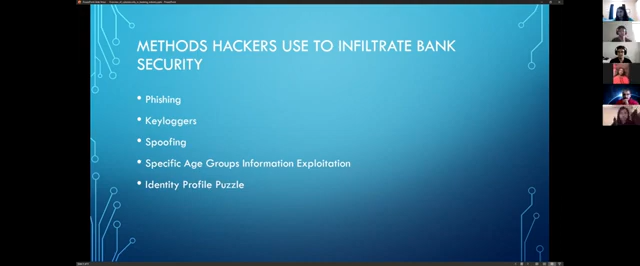 METHODS HACKERS USE TO INFILTRATE BANK
SECURITY
• Phishing
• Keyloggers
• Spoofing
• Specific Age Groups Information Exploitation
• Identity Profile Puzzle